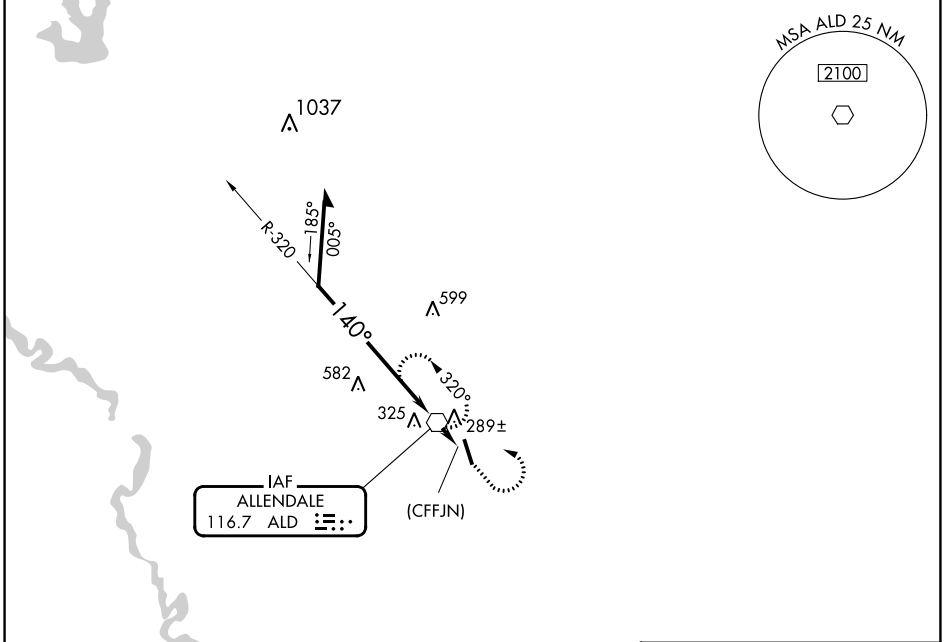 MSA ALD 25 NM
2100
1037
R-320
185°
005°
140°
599
582
320°
325
289±
IAF
ALLENDALE
116.7 ALD
(CFFJN)